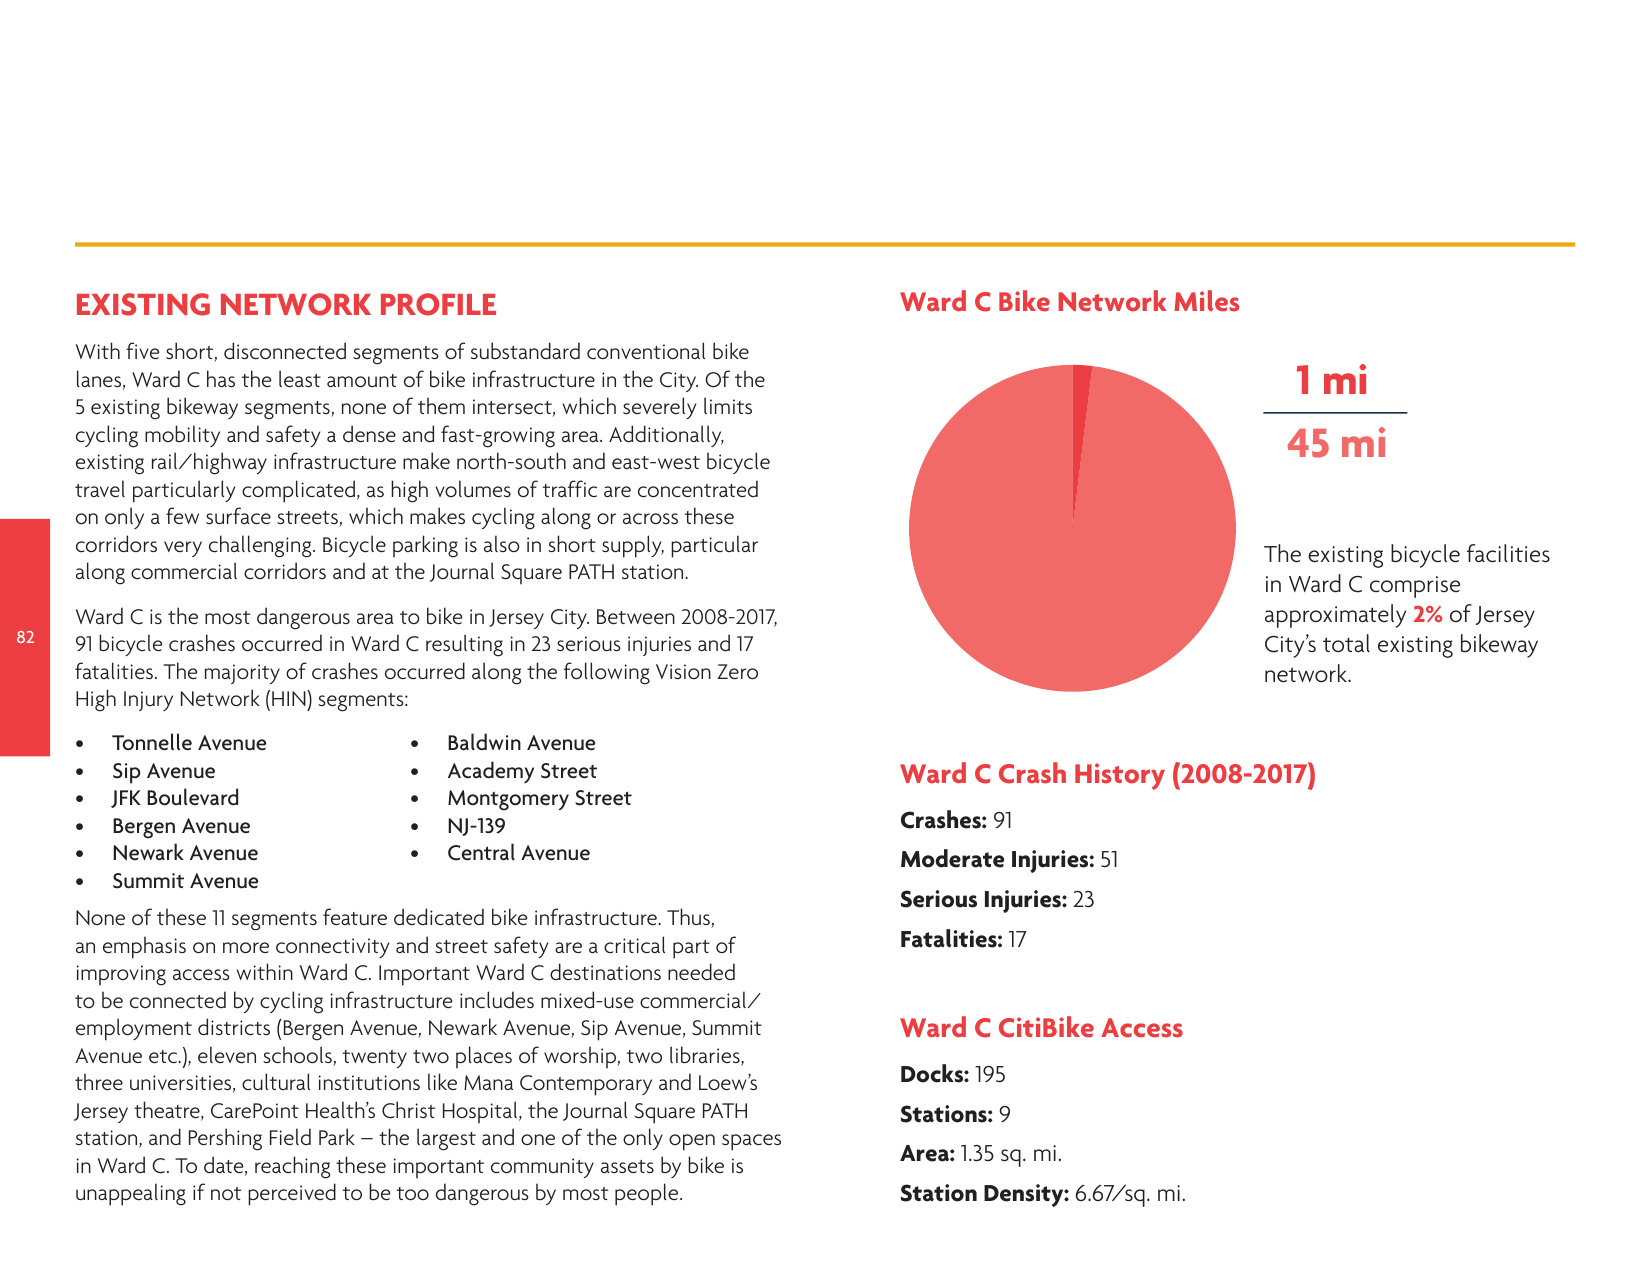 EXISTING NETWORK PROFILE
With five short, disconnected segments of substandard conventional bike
lanes, Ward C has the least amount of bike infrastructure in the City. Of the
5 existing bikeway segments, none of them intersect, which severely limits
cycling mobility and safety a dense and fast-growing area. Additionally,
existing rail/highway infrastructure make north-south and east-west bicycle
travel particularly complicated, as high volumes of traffic are concentrated
on only a few surface streets, which makes cycling along or across these
corridors very challenging. Bicycle parking is also in short supply, particular
along commercial corridors and at the Journal Square PATH station.
Ward C is the most dangerous area to bike in Jersey City. Between 2008-2017,
91 bicycle crashes occurred in Ward C resulting in 23 serious injuries and 17
fatalities. The majority of crashes occurred along the following Vision Zero
High Injury Network (HIN) segments:
• Tonnelle Avenue
• Sip Avenue
• JFK Boulevard
• Bergen Avenue
• Newark Avenue
• Summit Avenue
• Baldwin Avenue
• Academy Street
• Montgomery Street
• NJ-139
• Central Avenue
None of these 11 segments feature dedicated bike infrastructure. Thus,
an emphasis on more connectivity and street safety are a critical part of
improving access within Ward C. Important Ward C destinations needed
to be connected by cycling infrastructure includes mixed-use commercial/
employment districts (Bergen Avenue, Newark Avenue, Sip Avenue, Summit
Avenue etc.), eleven schools, twenty two places of worship, two libraries,
three universities, cultural institutions like Mana Contemporary and Loew's
Jersey theatre, CarePoint Health's Christ Hospital, the Journal Square PATH
station, and Pershing Field Park – the largest and one of the only open spaces
in Ward C. To date, reaching these important community assets by bike is
unappealing if not perceived to be too dangerous by most people.
82
Ward C Bike Network Miles
1 mi
45 mi
The existing bicycle facilities
in Ward C comprise
approximately 2% of Jersey
City's total existing bikeway
network.
Ward C Crash History (2008-2017)
Crashes: 91
Moderate Injuries: 51
Serious Injuries: 23
Fatalities: 17
Ward C CitiBike Access
Docks: 195
Stations: 9
Area: 1.35 sq. mi.
Station Density: 6.67/sq. mi.